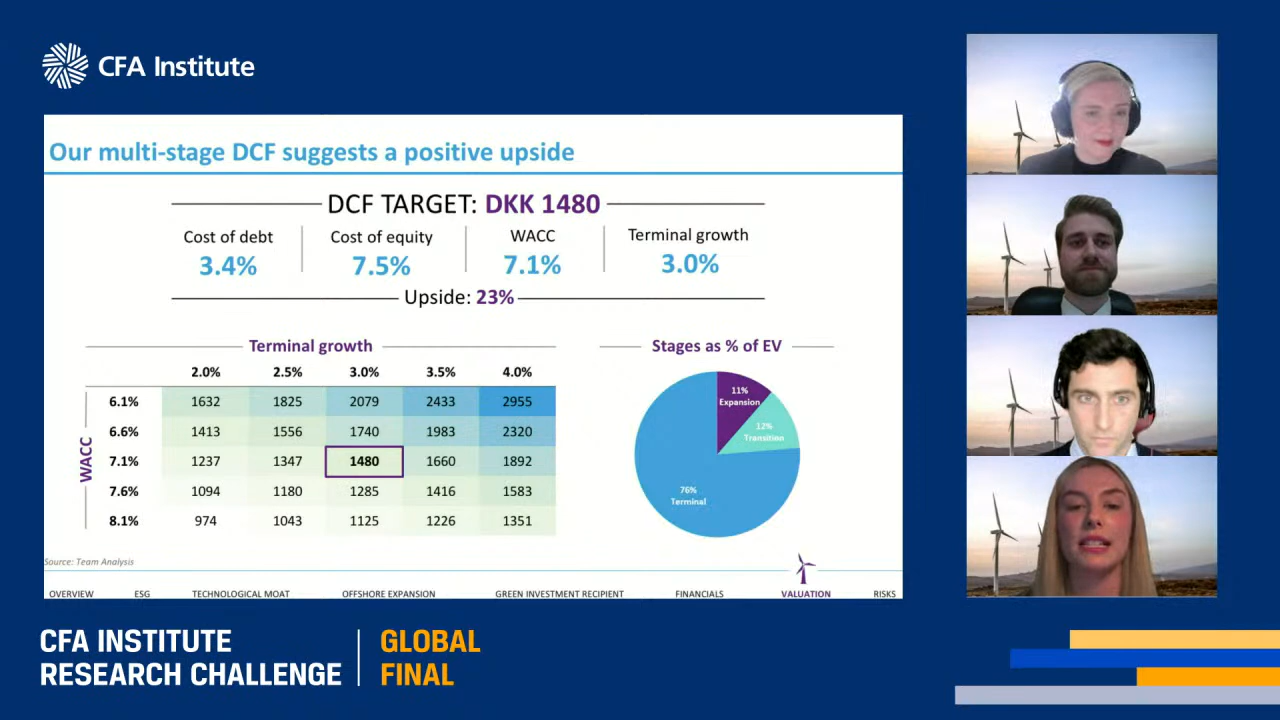 CFA Institute
Our multi-stage DCF suggests a positive upside
DCF TARGET: DKK 1480
Cost of debt Cost of equity WACC Terminal growth
3.4% 7.5% 7.1% 3.0%
Upside: 23%
Terminal growth
2.0% 2.5% 3.0% 3.5% 4.0%
WACC
6.1% 1632 1825 2079 2433 2955
6.6% 1413 1556 1740 1983 2320
7.1% 1237 1347 1480 1660 1892
7.6% 1094 1180 1285 1416 1583
8.1% 974 1043 1125 1226 1351
Stages as % of EV
11%
Expansion
12%
Transition
76%
Terminal
Source: Team Analysis
OVERVIEW ESG TECHNOLOGICAL MOAT OFFSHORE EXPANSION GREEN INVESTMENT RECIPIENT FINANCIALS VALUATION RISKS
CFA INSTITUTE
RESEARCH CHALLENGE
GLOBAL
FINAL